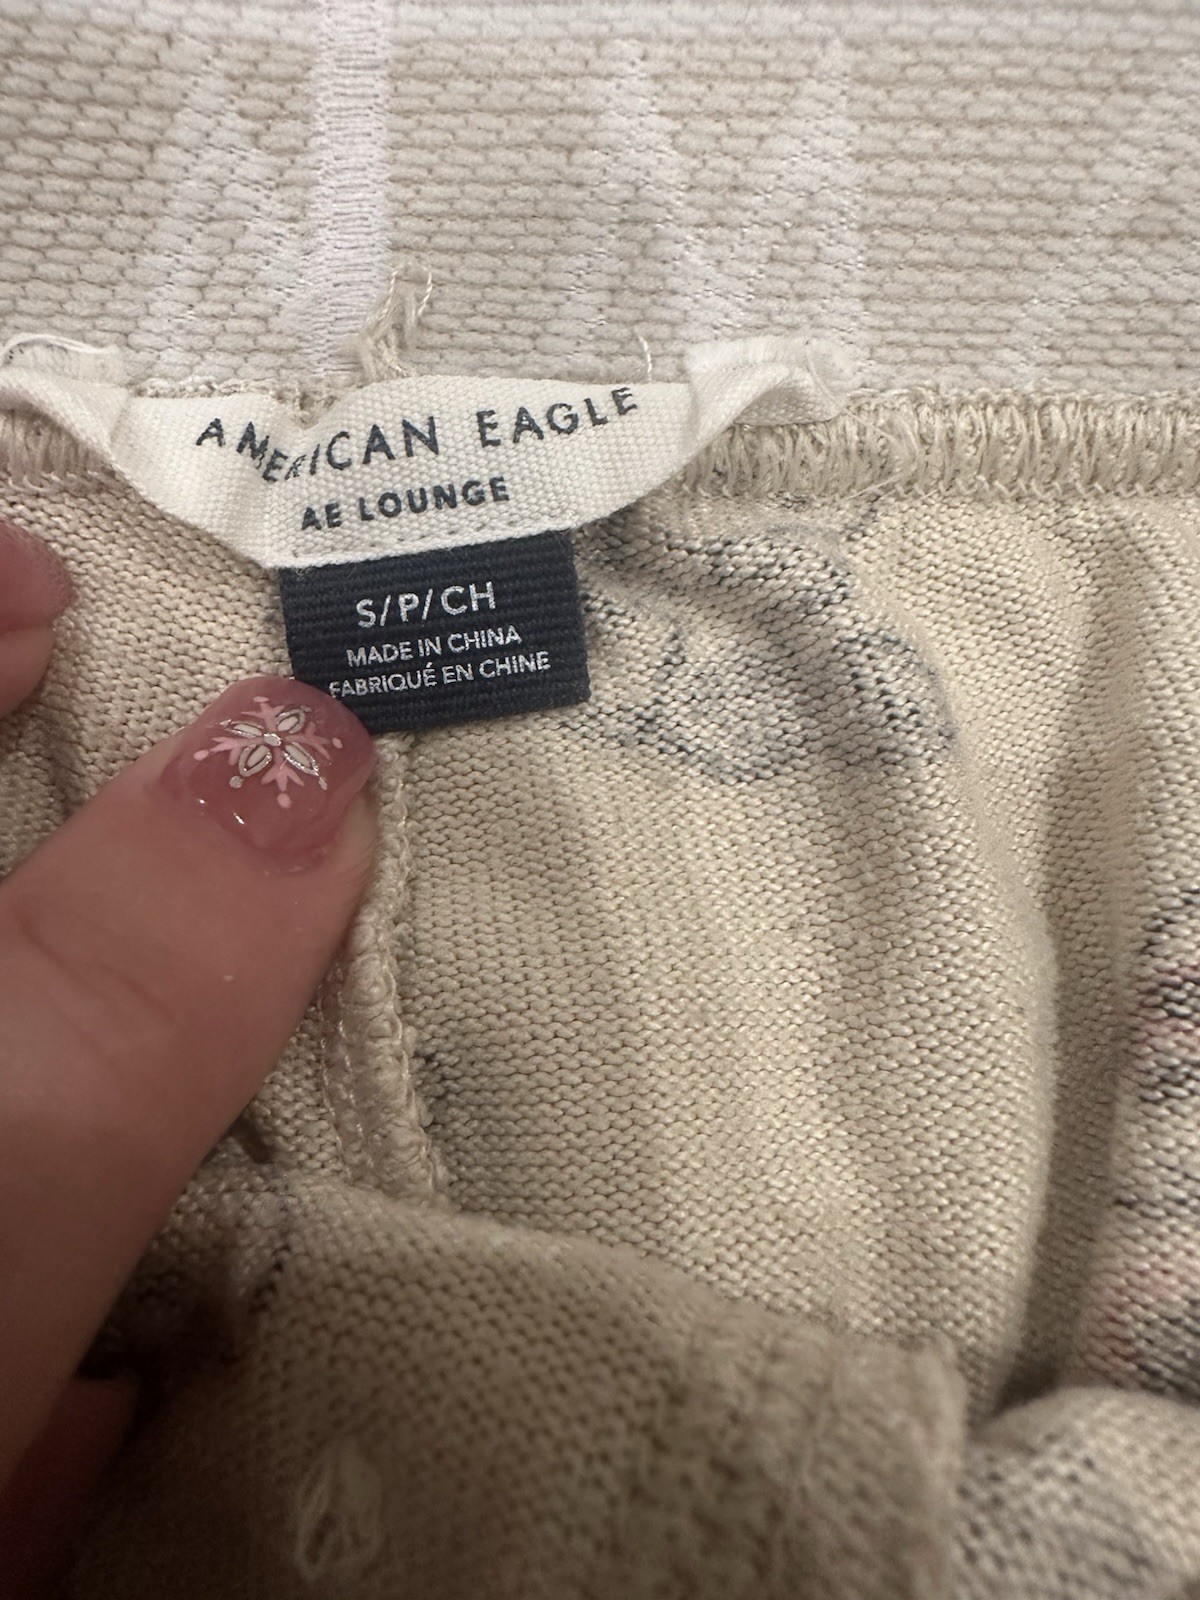 AMERICAN EAGLE
AE LOUNGE
S/P/CH
MADE IN CHINA
FABRIQUÉ EN CHINE